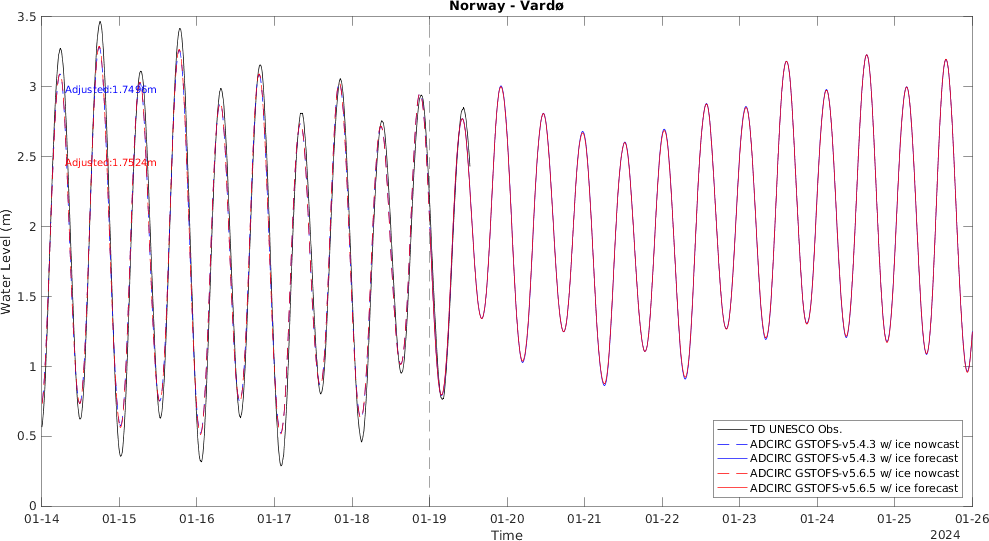 Norway - Vardø
3.5
3
2.5
2
1.5
1
0.5
0
Water Level (m)
Adjusted:1.7496m
Adjusted:1.7524m
TD UNESCO Obs.
ADCIRC GSTOFS-v5.4.3 w/ ice nowcast
ADCIRC GSTOFS-v5.4.3 w/ ice forecast
ADCIRC GSTOFS-v5.6.5 w/ ice nowcast
ADCIRC GSTOFS-v5.6.5 w/ ice forecast
01-14 01-15 01-16 01-17 01-18 01-19 01-20 01-21 01-22 01-23 01-24 01-25 01-26
Time
2024